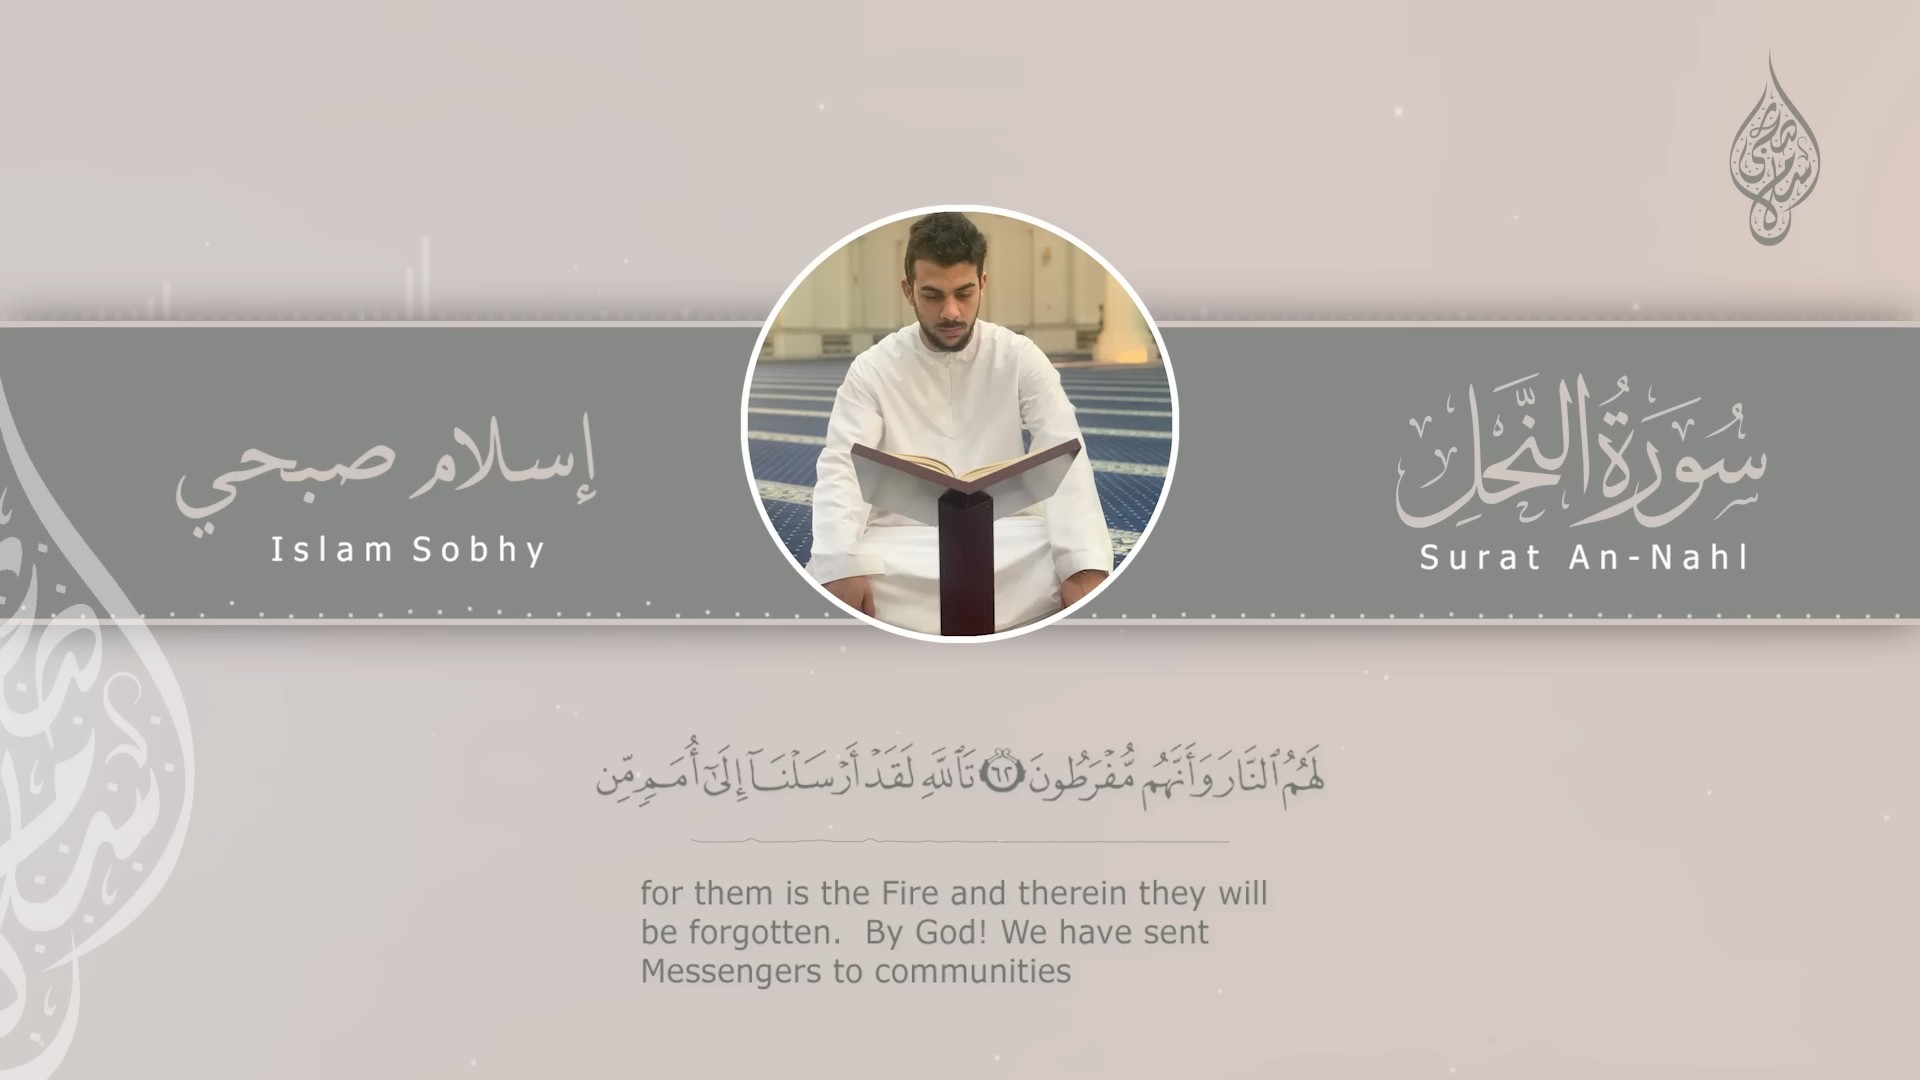 إسلام صبحي
Islam Sobhy
سُورَةُ النَّحْلِ
Surat An-Nahl
لَهُمُ ٱلنَّارَ وَأَنَّهُم مُّفْرَطُونَ ٦٢ تَٱللَّهِ لَقَدْ أَرْسَلْنَآ إِلَىٰٓ أُمَمٍ مِّن
for them is the Fire and therein they will
be forgotten.  By God! We have sent
Messengers to communities